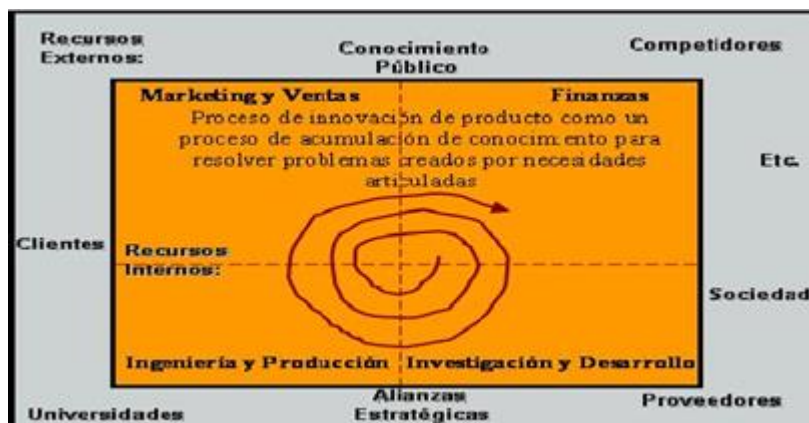 Recursos
Externos:
Conocimiento
Público
Competidores
Marketing y Ventas
Finanzas
Proceso de innovación de producto como un
proceso de acumulación de conocimiento para
resolver problemas creados por necesidades
articuladas
Etc.
Clientes
Recursos
Internos:
Sociedad
Ingeniería y Producción
Investigación y Desarrollo
Universidades
Alianzas
Estratégicas
Proveedores